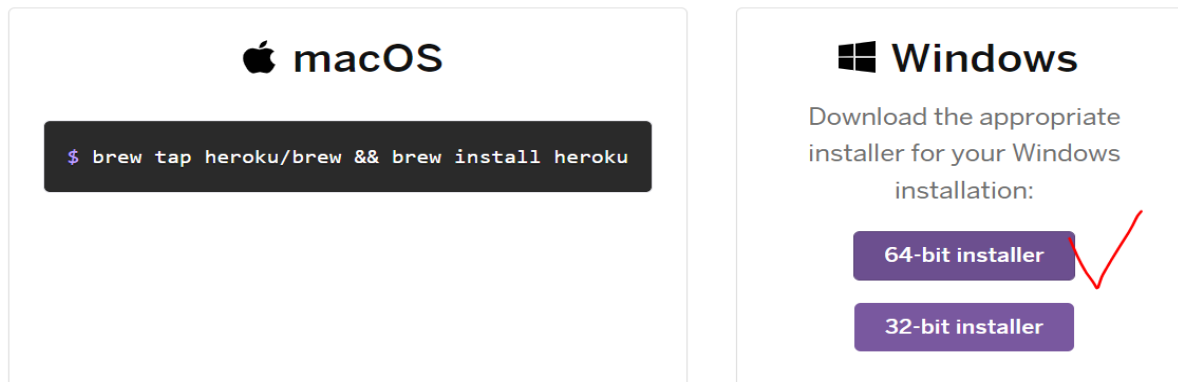 macOS
$ brew tap heroku/brew && brew install heroku
Windows
Download the appropriate
installer for your Windows
installation:
64-bit installer
32-bit installer